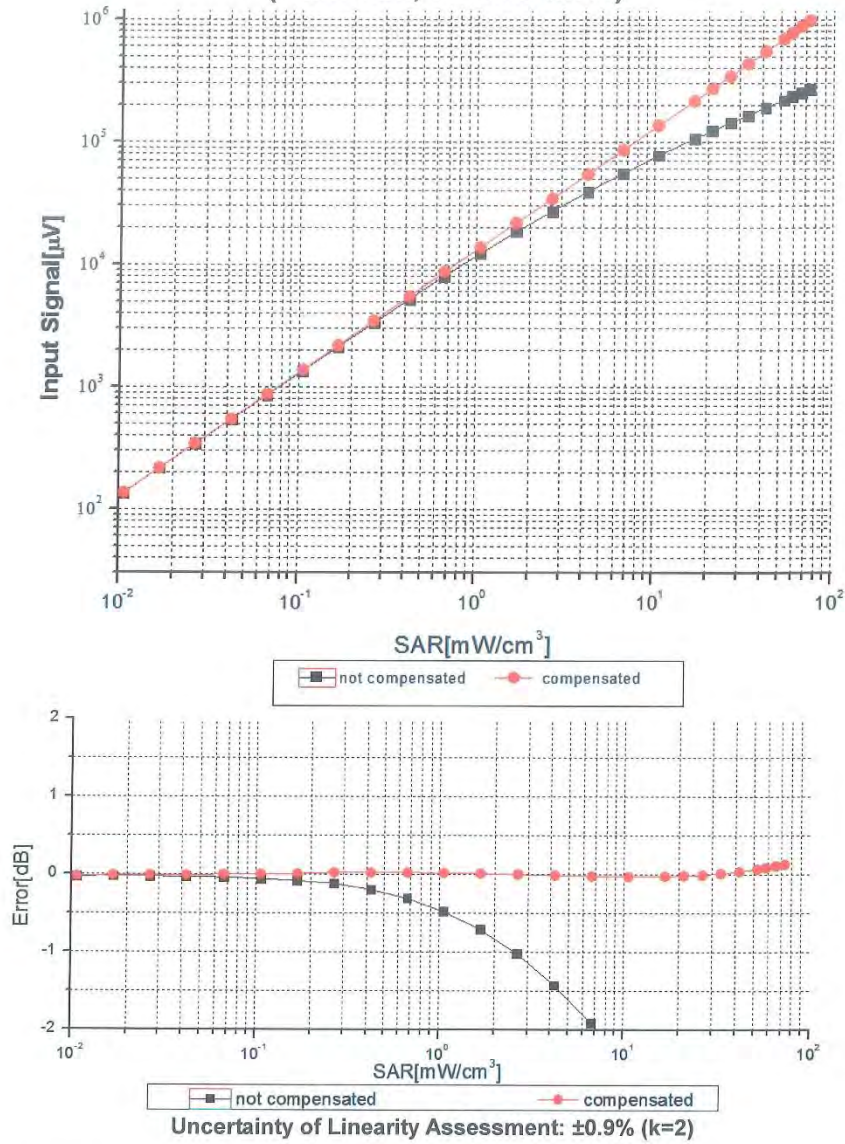 10⁶
10⁵
10⁴
10³
10²
Input Signal[µV]
10⁻² 10⁻¹ 10⁰ 10¹ 10²
SAR[mW/cm³]
not compensated compensated
2
1
0
-1
-2
Error[dB]
10⁻² 10⁻¹ 10⁰ 10¹ 10²
SAR[mW/cm³]
not compensated compensated
Uncertainty of Linearity Assessment: ±0.9% (k=2)